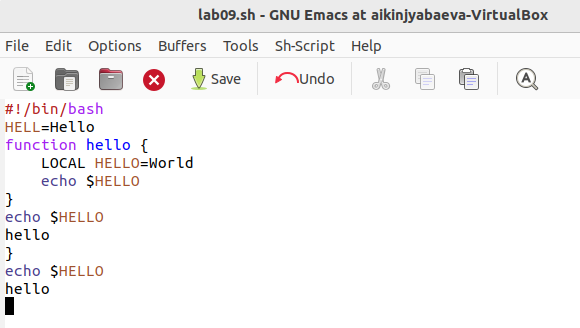 lab09.sh - GNU Emacs at aikinjyabaeva-VirtualBox
File Edit Options Buffers Tools Sh-Script Help
Save Undo
#!/bin/bash
HELL=Hello
function hello {
    LOCAL HELLO=World
    echo $HELLO
}
echo $HELLO
hello
}
echo $HELLO
hello